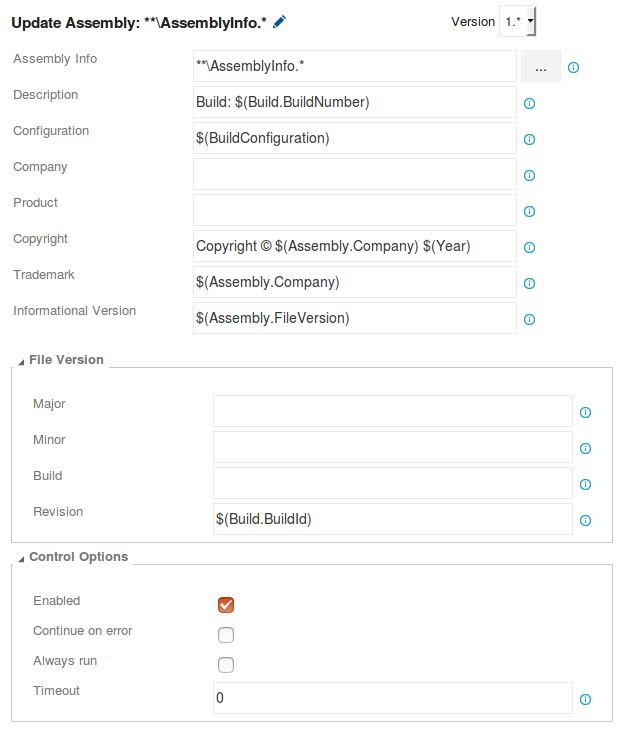 Update Assembly: **\AssemblyInfo.* Version 1.*
Assembly Info **\AssemblyInfo.* ...
Description Build: $(Build.BuildNumber)
Configuration $(BuildConfiguration)
Company
Product
Copyright Copyright © $(Assembly.Company) $(Year)
Trademark $(Assembly.Company)
Informational Version $(Assembly.FileVersion)
File Version
Major
Minor
Build
Revision $(Build.BuildId)
Control Options
Enabled
Continue on error
Always run
Timeout 0